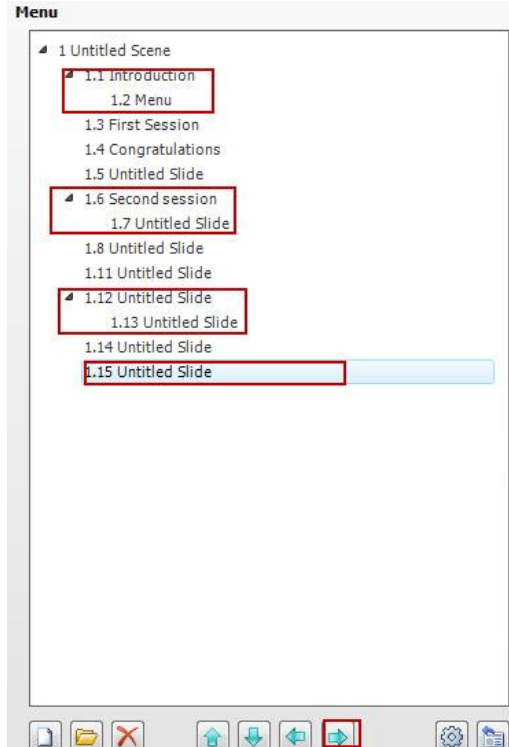 Menu
1 Untitled Scene
1.1 Introduction
1.2 Menu
1.3 First Session
1.4 Congratulations
1.5 Untitled Slide
1.6 Second session
1.7 Untitled Slide
1.8 Untitled Slide
1.11 Untitled Slide
1.12 Untitled Slide
1.13 Untitled Slide
1.14 Untitled Slide
1.15 Untitled Slide